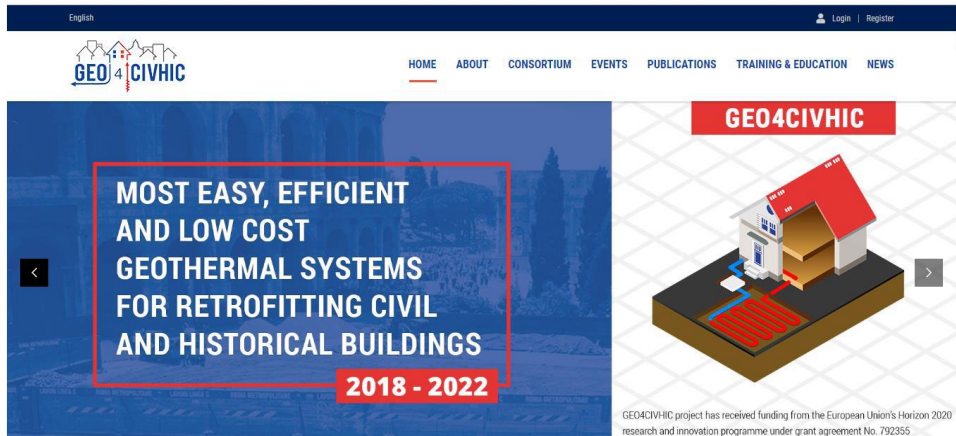 English
Login | Register
GEO 4 CIVHIC
HOME ABOUT CONSORTIUM EVENTS PUBLICATIONS TRAINING & EDUCATION NEWS
MOST EASY, EFFICIENT
AND LOW COST
GEOTHERMAL SYSTEMS
FOR RETROFITTING CIVIL
AND HISTORICAL BUILDINGS
2018 - 2022
GEO4CIVHIC
GEO4CIVHIC project has received funding from the European Union's Horizon 2020
research and innovation programme under grant agreement No. 792355